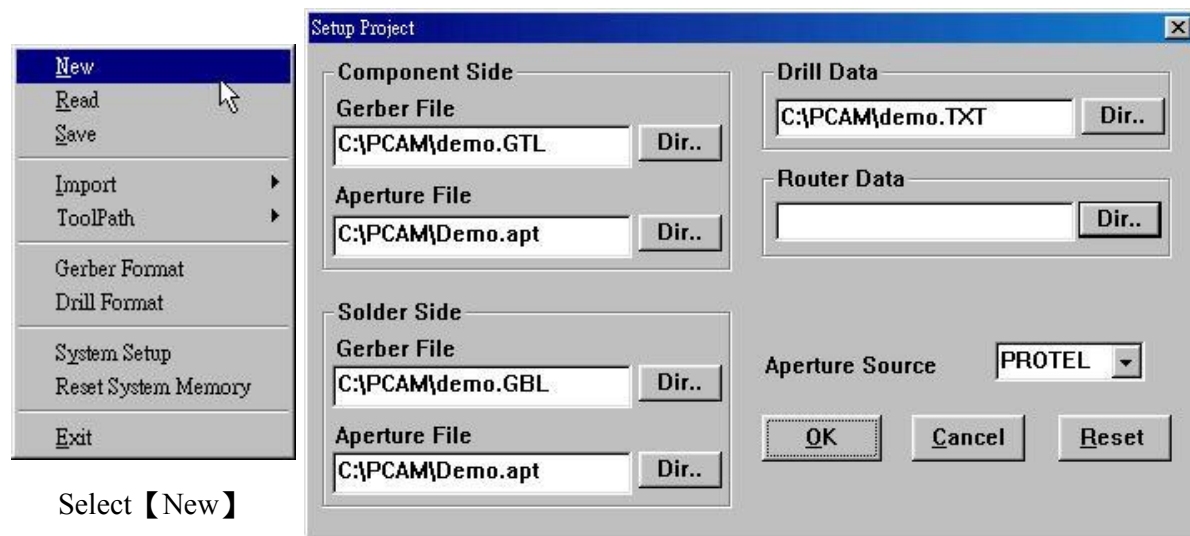 New
Read
Save
Import
ToolPath
Gerber Format
Drill Format
System Setup
Reset System Memory
Exit
Select【New】
Setup Project
Component Side
Gerber File
C:\PCAM\demo.GTL Dir..
Aperture File
C:\PCAM\Demo.apt Dir..
Solder Side
Gerber File
C:\PCAM\demo.GBL Dir..
Aperture File
C:\PCAM\Demo.apt Dir..
Drill Data
C:\PCAM\demo.TXT Dir..
Router Data
Dir..
Aperture Source PROTEL
OK Cancel Reset